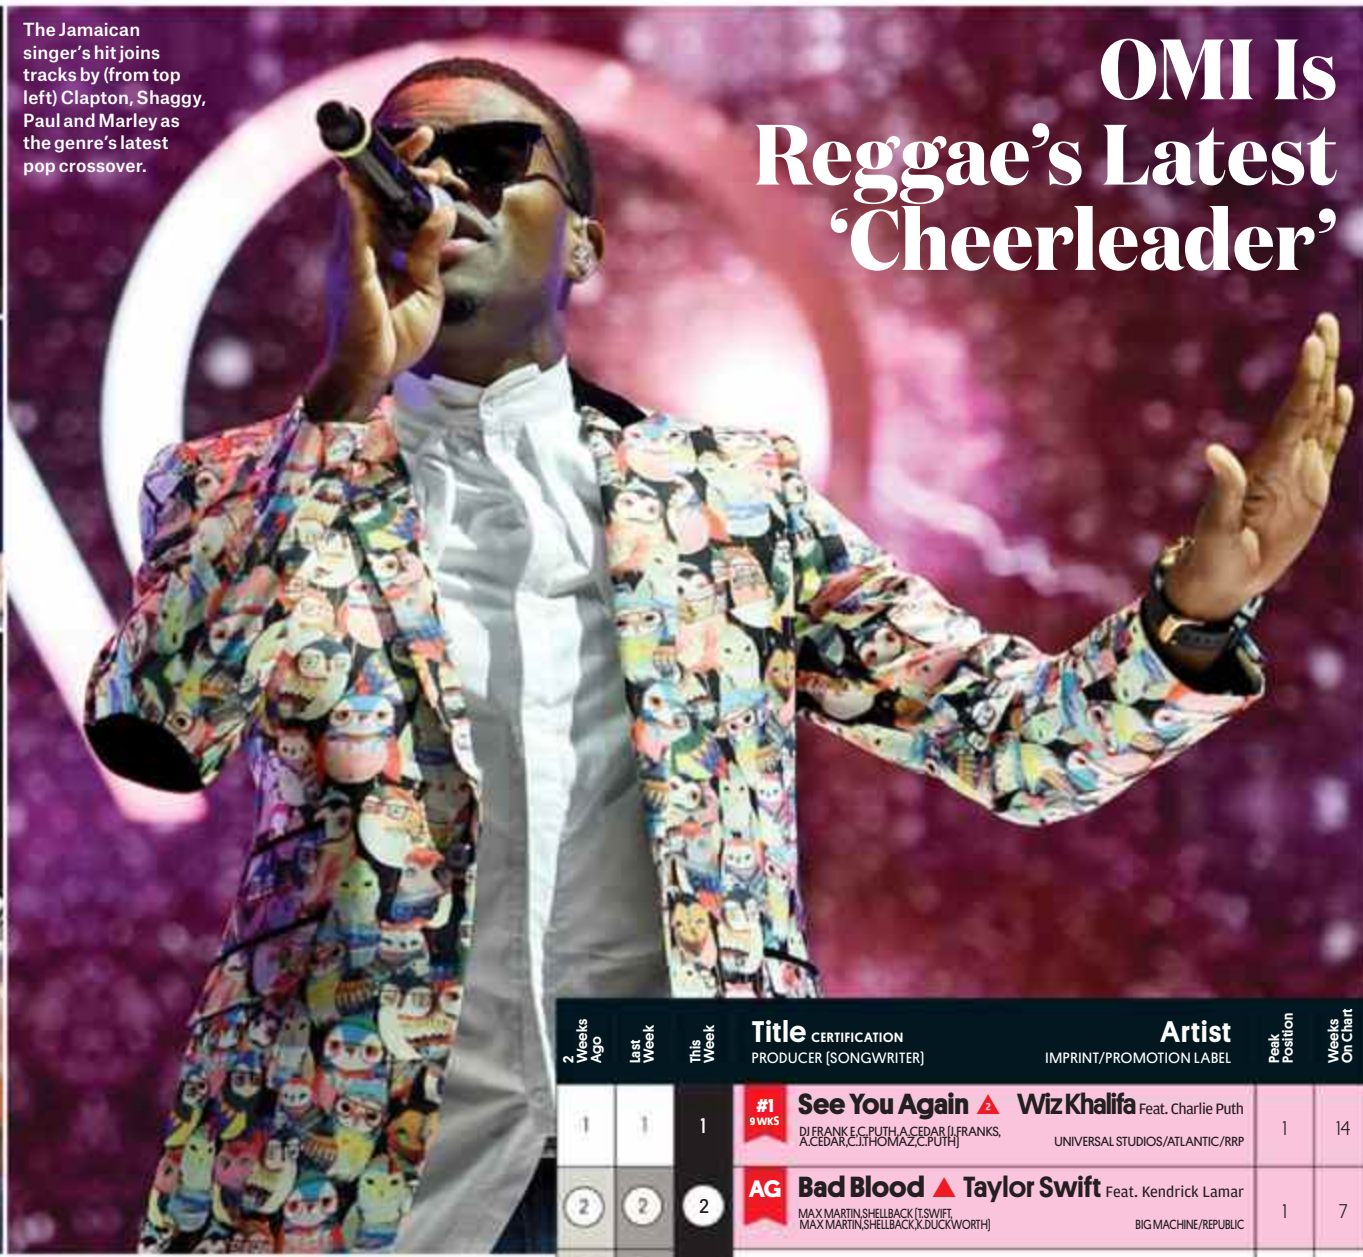 The Jamaican
singer's hit joins
tracks by (from top
left) Clapton, Shaggy,
Paul and Marley as
the genre's latest
pop crossover.
OMI Is
Reggae's Latest
'Cheerleader'
2 Weeks Ago
Last Week
This Week
Title CERTIFICATION
PRODUCER (SONGWRITER)
Artist
IMPRINT/PROMOTION LABEL
Peak Position
Weeks On Chart
1 1 1
#1
9 WKS
See You Again 2 Wiz Khalifa Feat. Charlie Puth
DJ FRANK E,C.PUTH,A.CEDAR (J.FRANKS,
A.CEDAR,C.J.THOMAZ,C.PUTH)
UNIVERSAL STUDIOS/ATLANTIC/RRP
1 14
2 2 2
AG
Bad Blood Taylor Swift Feat. Kendrick Lamar
MAX MARTIN,SHELLBACK (T.SWIFT,
MAX MARTIN,SHELLBACK,K.DUCKWORTH)
BIG MACHINE/REPUBLIC
1 7